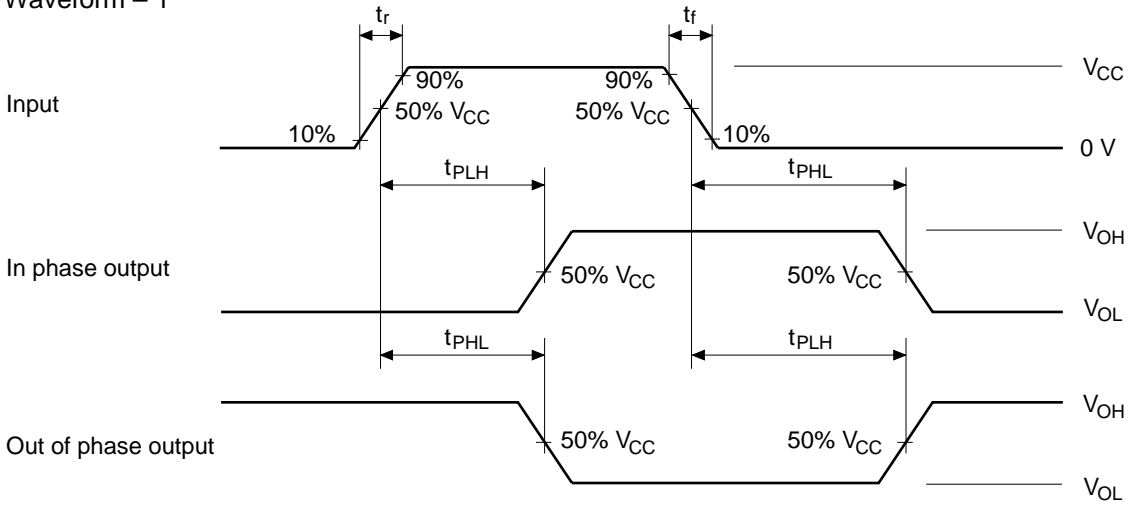 Waveform – 1
tr tf
VCC
90% 90%
Input 50% VCC 50% VCC
10% 10%
0 V
tPLH tPHL
VOH
In phase output 50% VCC 50% VCC
VOL
tPHL tPLH
VOH
Out of phase output 50% VCC 50% VCC
VOL